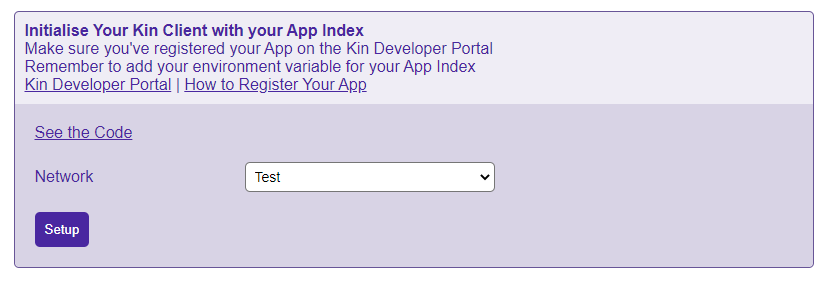 Initialise Your Kin Client with your App Index
Make sure you've registered your App on the Kin Developer Portal
Remember to add your environment variable for your App Index
Kin Developer Portal | How to Register Your App
See the Code
Network Test
Setup